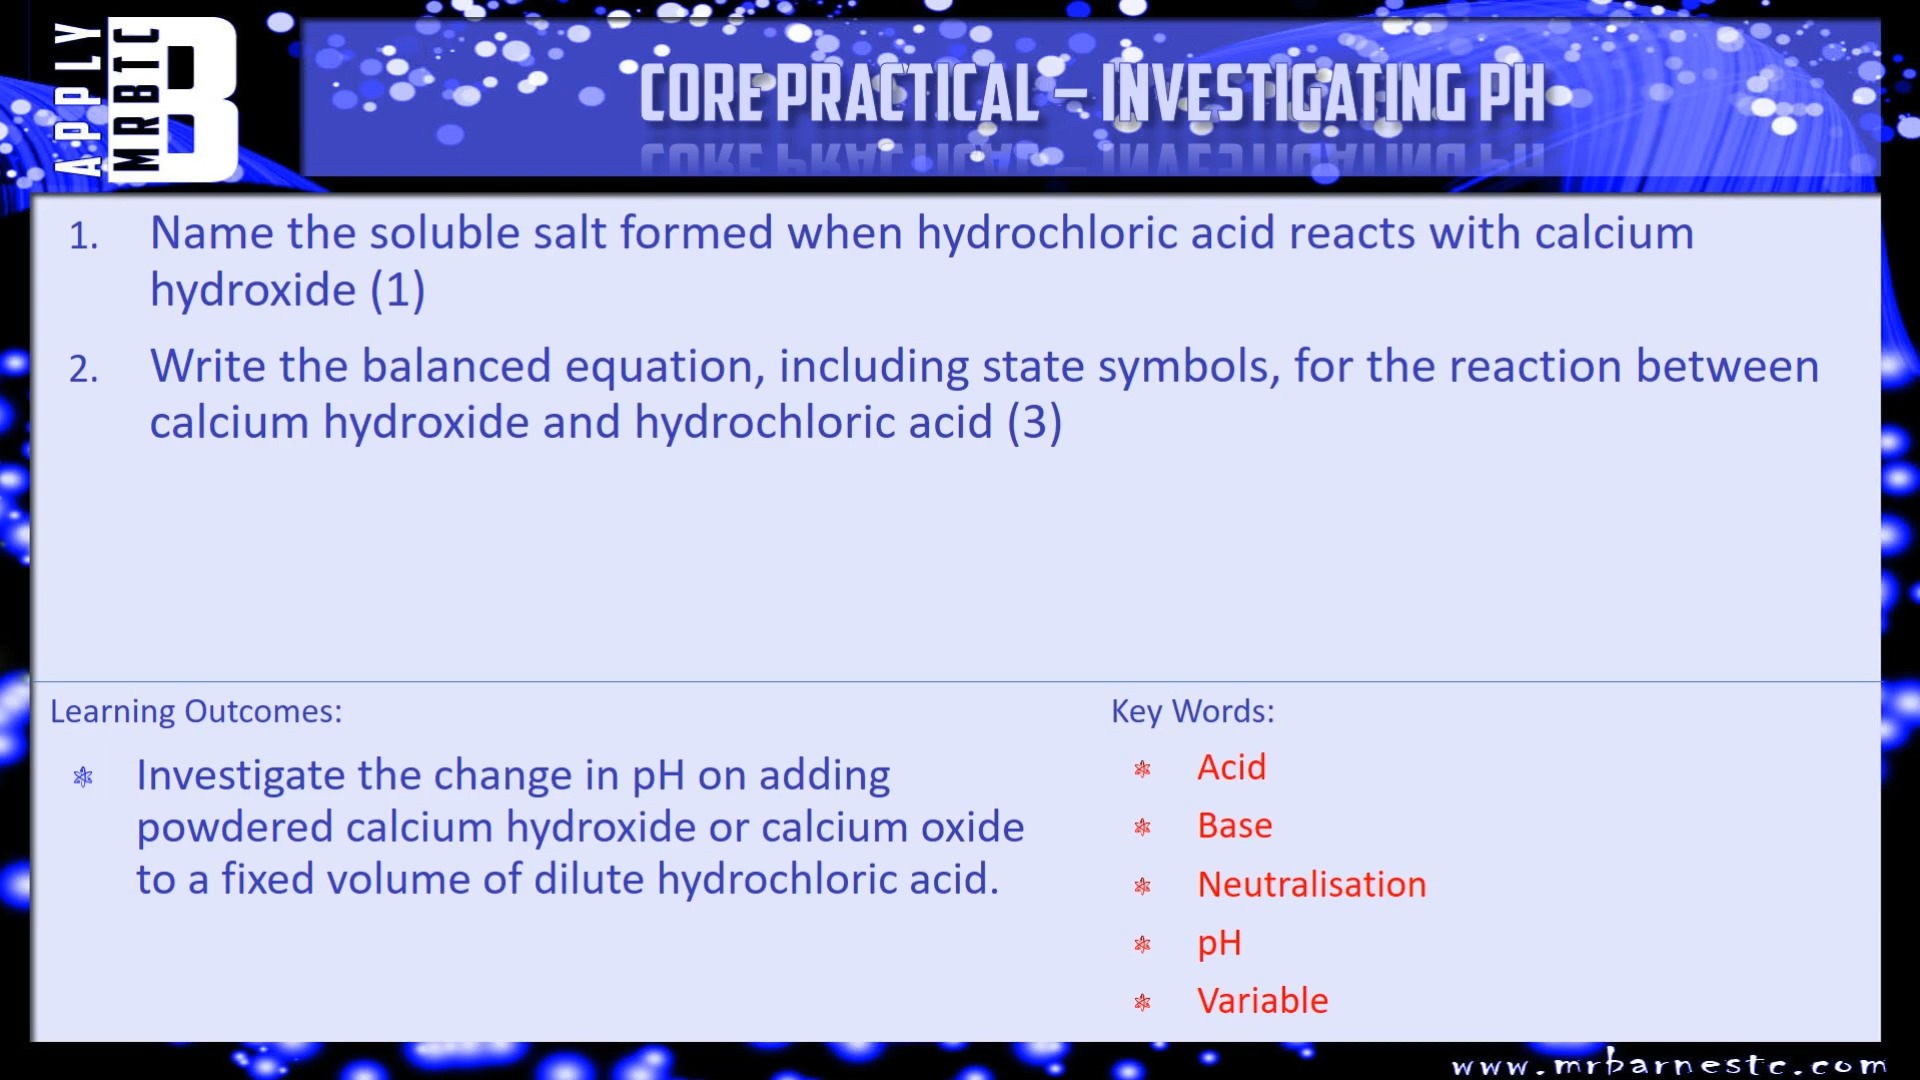 APPLY
MRBTC
B
CORE PRACTICAL – INVESTIGATING PH
1. Name the soluble salt formed when hydrochloric acid reacts with calcium
hydroxide (1)
2. Write the balanced equation, including state symbols, for the reaction between
calcium hydroxide and hydrochloric acid (3)
Learning Outcomes:
Investigate the change in pH on adding
powdered calcium hydroxide or calcium oxide
to a fixed volume of dilute hydrochloric acid.
Key Words:
Acid
Base
Neutralisation
pH
Variable
www.mrbarnestc.com